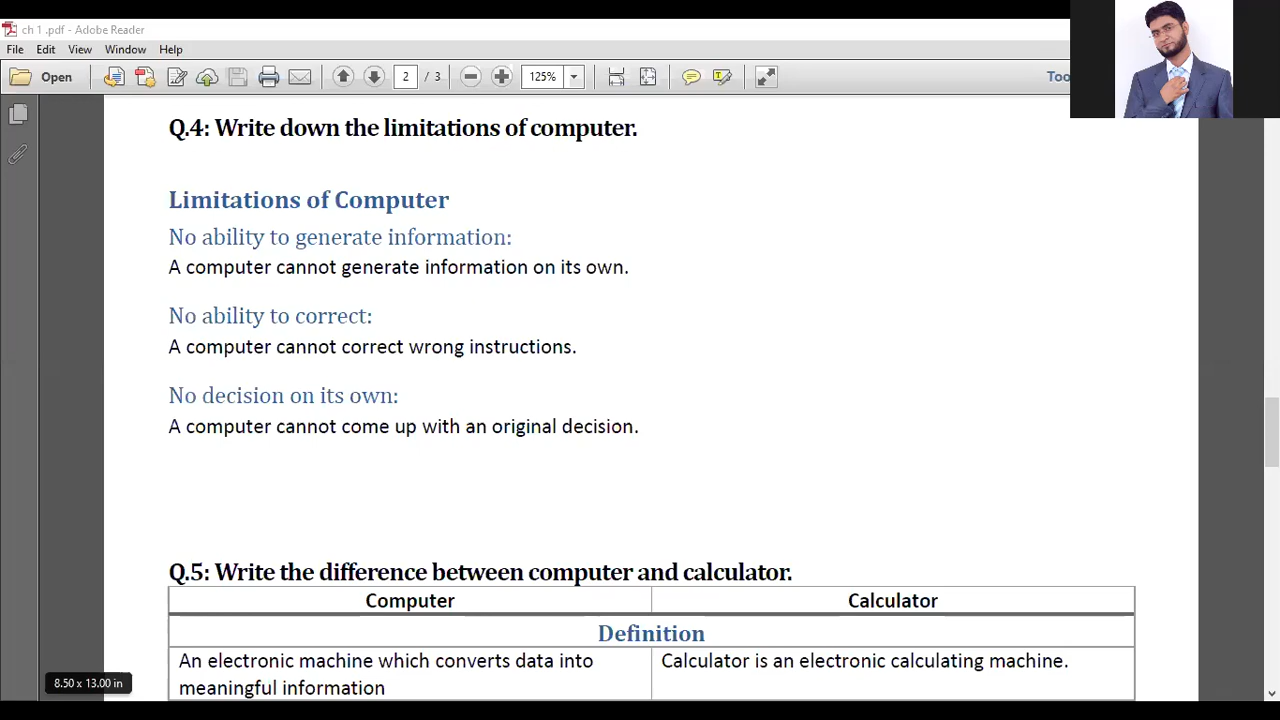 ch 1 .pdf - Adobe Reader
File Edit View Window Help
Open 2 / 3 125%
Q.4: Write down the limitations of computer.
Limitations of Computer
No ability to generate information:
A computer cannot generate information on its own.
No ability to correct:
A computer cannot correct wrong instructions.
No decision on its own:
A computer cannot come up with an original decision.
Q.5: Write the difference between computer and calculator.
Computer Calculator
Definition
An electronic machine which converts data into Calculator is an electronic calculating machine.
meaningful information
8.50 x 13.00 in